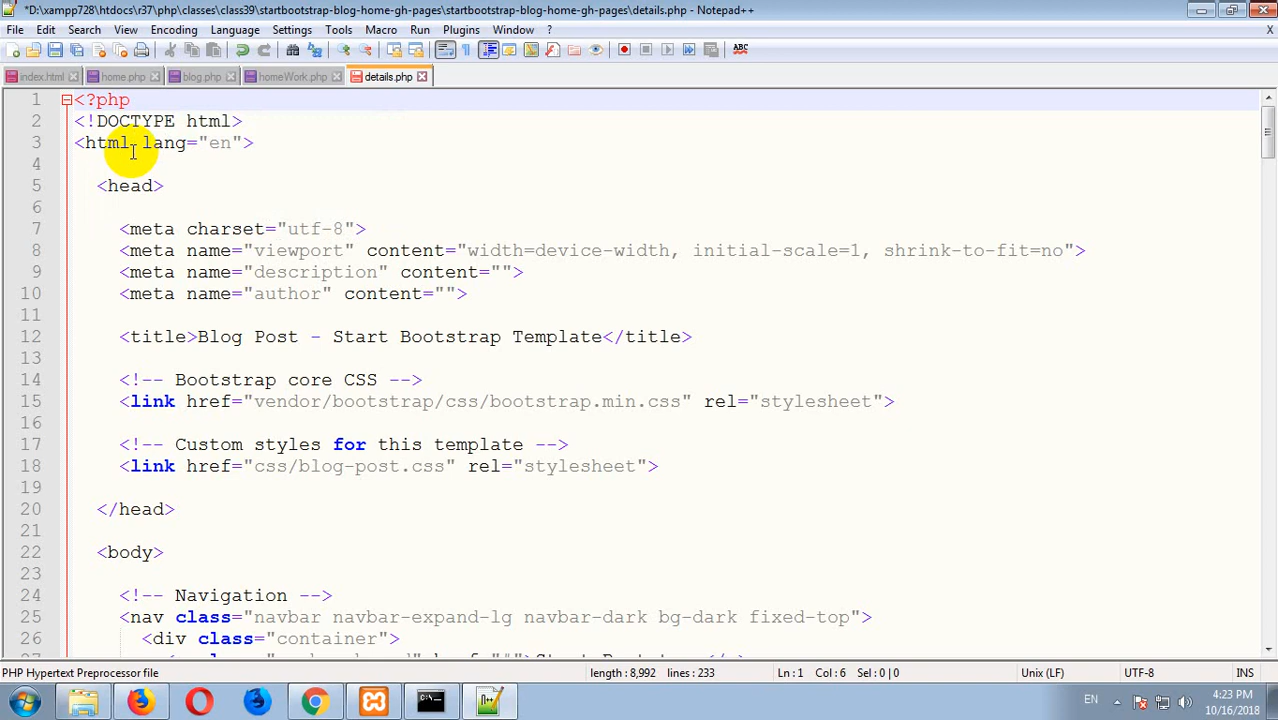 *D:\xampp728\htdocs\r37\php\classes\class39\startbootstrap-blog-home-gh-pages\startbootstrap-blog-home-gh-pages\details.php - Notepad++
File Edit Search View Encoding Language Settings Tools Macro Run Plugins Window ? X
ABC
index.html home.php blog.php homeWork.php details.php
1 <?php
2 <!DOCTYPE html>
3 <html lang="en">
4
5 <head>
6
7 <meta charset="utf-8">
8 <meta name="viewport" content="width=device-width, initial-scale=1, shrink-to-fit=no">
9 <meta name="description" content="">
10 <meta name="author" content="">
11
12 <title>Blog Post - Start Bootstrap Template</title>
13
14 <!-- Bootstrap core CSS -->
15 <link href="vendor/bootstrap/css/bootstrap.min.css" rel="stylesheet">
16
17 <!-- Custom styles for this template -->
18 <link href="css/blog-post.css" rel="stylesheet">
19
20 </head>
21
22 <body>
23
24 <!-- Navigation -->
25 <nav class="navbar navbar-expand-lg navbar-dark bg-dark fixed-top">
26 <div class="container">
PHP Hypertext Preprocessor file length : 8,992 lines : 233 Ln : 1 Col : 6 Sel : 0 | 0 Unix (LF) UTF-8 INS
EN 4:23 PM
10/16/2018